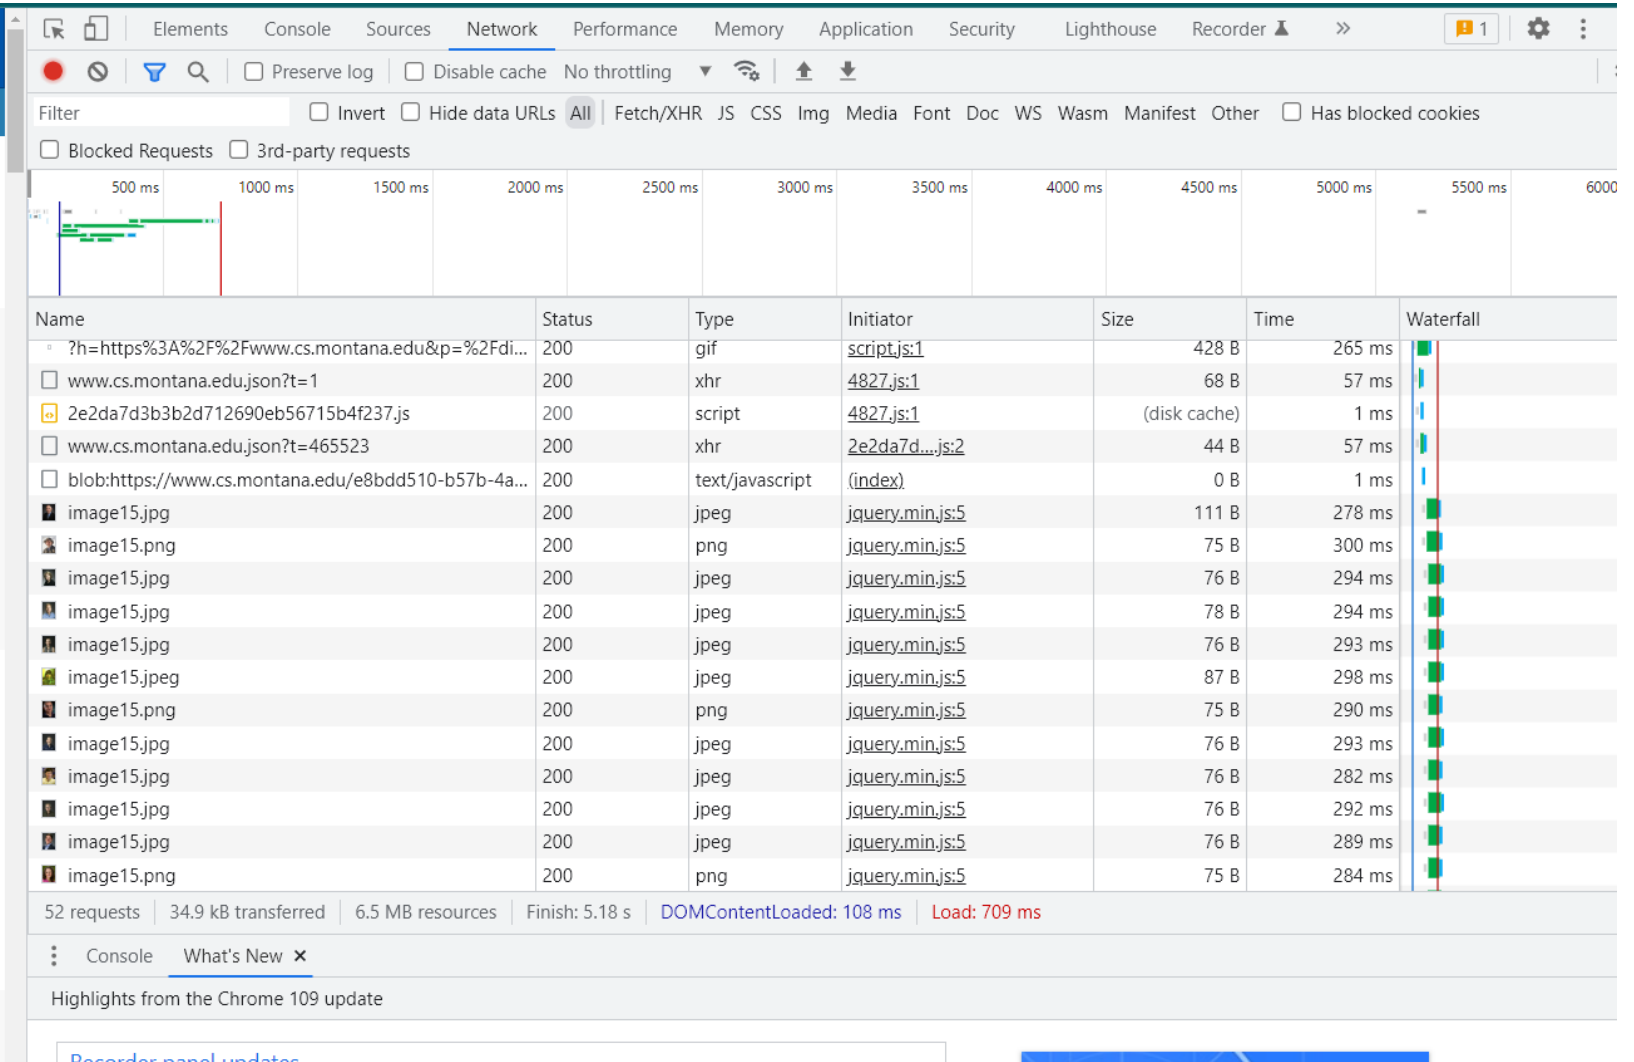 Elements Console Sources Network Performance Memory Application Security Lighthouse Recorder » 1
Preserve log Disable cache No throttling
Filter Invert Hide data URLs All Fetch/XHR JS CSS Img Media Font Doc WS Wasm Manifest Other Has blocked cookies
Blocked Requests 3rd-party requests
500 ms 1000 ms 1500 ms 2000 ms 2500 ms 3000 ms 3500 ms 4000 ms 4500 ms 5000 ms 5500 ms 6000
Name Status Type Initiator Size Time Waterfall
?h=https%3A%2F%2Fwww.cs.montana.edu&p=%2Fdi... 200 gif script.js:1 428 B 265 ms
www.cs.montana.edu.json?t=1 200 xhr 4827.js:1 68 B 57 ms
2e2da7d3b3b2d712690eb56715b4f237.js 200 script 4827.js:1 (disk cache) 1 ms
www.cs.montana.edu.json?t=465523 200 xhr 2e2da7d....js:2 44 B 57 ms
blob:https://www.cs.montana.edu/e8bdd510-b57b-4a... 200 text/javascript (index) 0 B 1 ms
image15.jpg 200 jpeg jquery.min.js:5 111 B 278 ms
image15.png 200 png jquery.min.js:5 75 B 300 ms
image15.jpg 200 jpeg jquery.min.js:5 76 B 294 ms
image15.jpg 200 jpeg jquery.min.js:5 78 B 294 ms
image15.jpg 200 jpeg jquery.min.js:5 76 B 293 ms
image15.jpeg 200 jpeg jquery.min.js:5 87 B 298 ms
image15.png 200 png jquery.min.js:5 75 B 290 ms
image15.jpg 200 jpeg jquery.min.js:5 76 B 293 ms
image15.jpg 200 jpeg jquery.min.js:5 76 B 282 ms
image15.jpg 200 jpeg jquery.min.js:5 76 B 292 ms
image15.jpg 200 jpeg jquery.min.js:5 76 B 289 ms
image15.png 200 png jquery.min.js:5 75 B 284 ms
52 requests 34.9 kB transferred 6.5 MB resources Finish: 5.18 s DOMContentLoaded: 108 ms Load: 709 ms
Console What's New ×
Highlights from the Chrome 109 update
Recorder panel updates